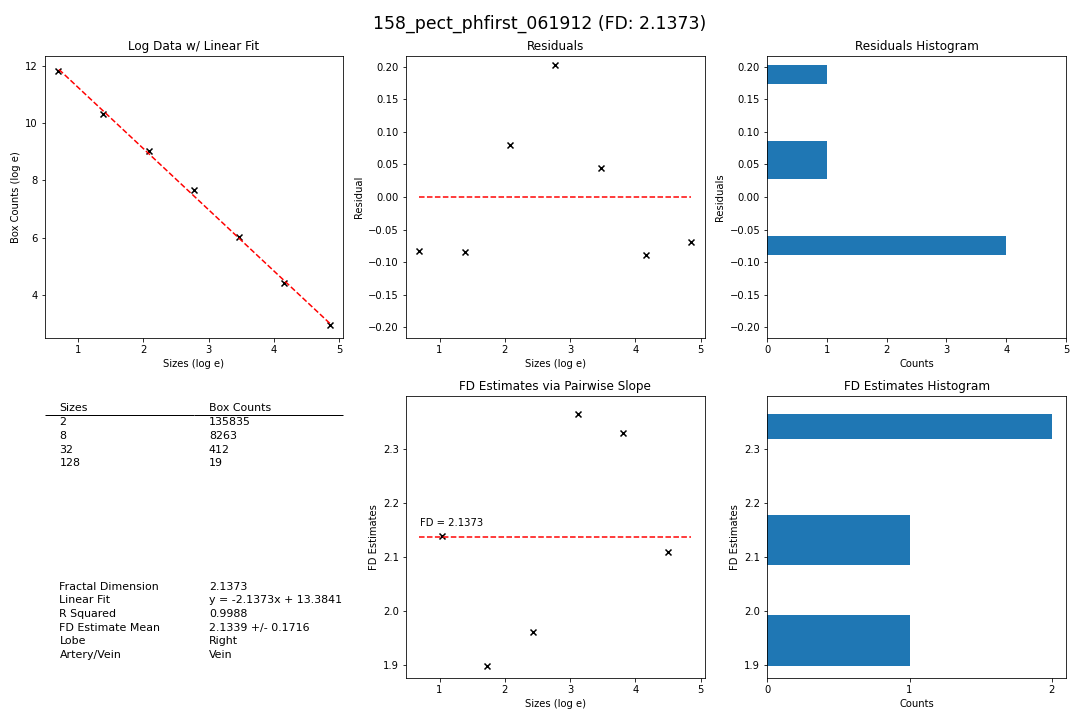 158_pect_phfirst_061912 (FD: 2.1373)
Log Data w/ Linear Fit
Box Counts (log e)
12
10
8
6
4
1 2 3 4 5
Sizes (log e)
Residuals
Residual
0.20
0.15
0.10
0.05
0.00
−0.05
−0.10
−0.15
−0.20
1 2 3 4 5
Sizes (log e)
Residuals Histogram
Residuals
0.20
0.15
0.10
0.05
0.00
−0.05
−0.10
−0.15
−0.20
0 1 2 3 4 5
Counts
Sizes Box Counts
2 135835
8 8263
32 412
128 19
Fractal Dimension 2.1373
Linear Fit y = -2.1373x + 13.3841
R Squared 0.9988
FD Estimate Mean 2.1339 +/- 0.1716
Lobe Right
Artery/Vein Vein
FD Estimates via Pairwise Slope
FD Estimates
2.3
2.2
2.1
2.0
1.9
FD = 2.1373
1 2 3 4 5
Sizes (log e)
FD Estimates Histogram
FD Estimates
2.3
2.2
2.1
2.0
1.9
0 1 2
Counts